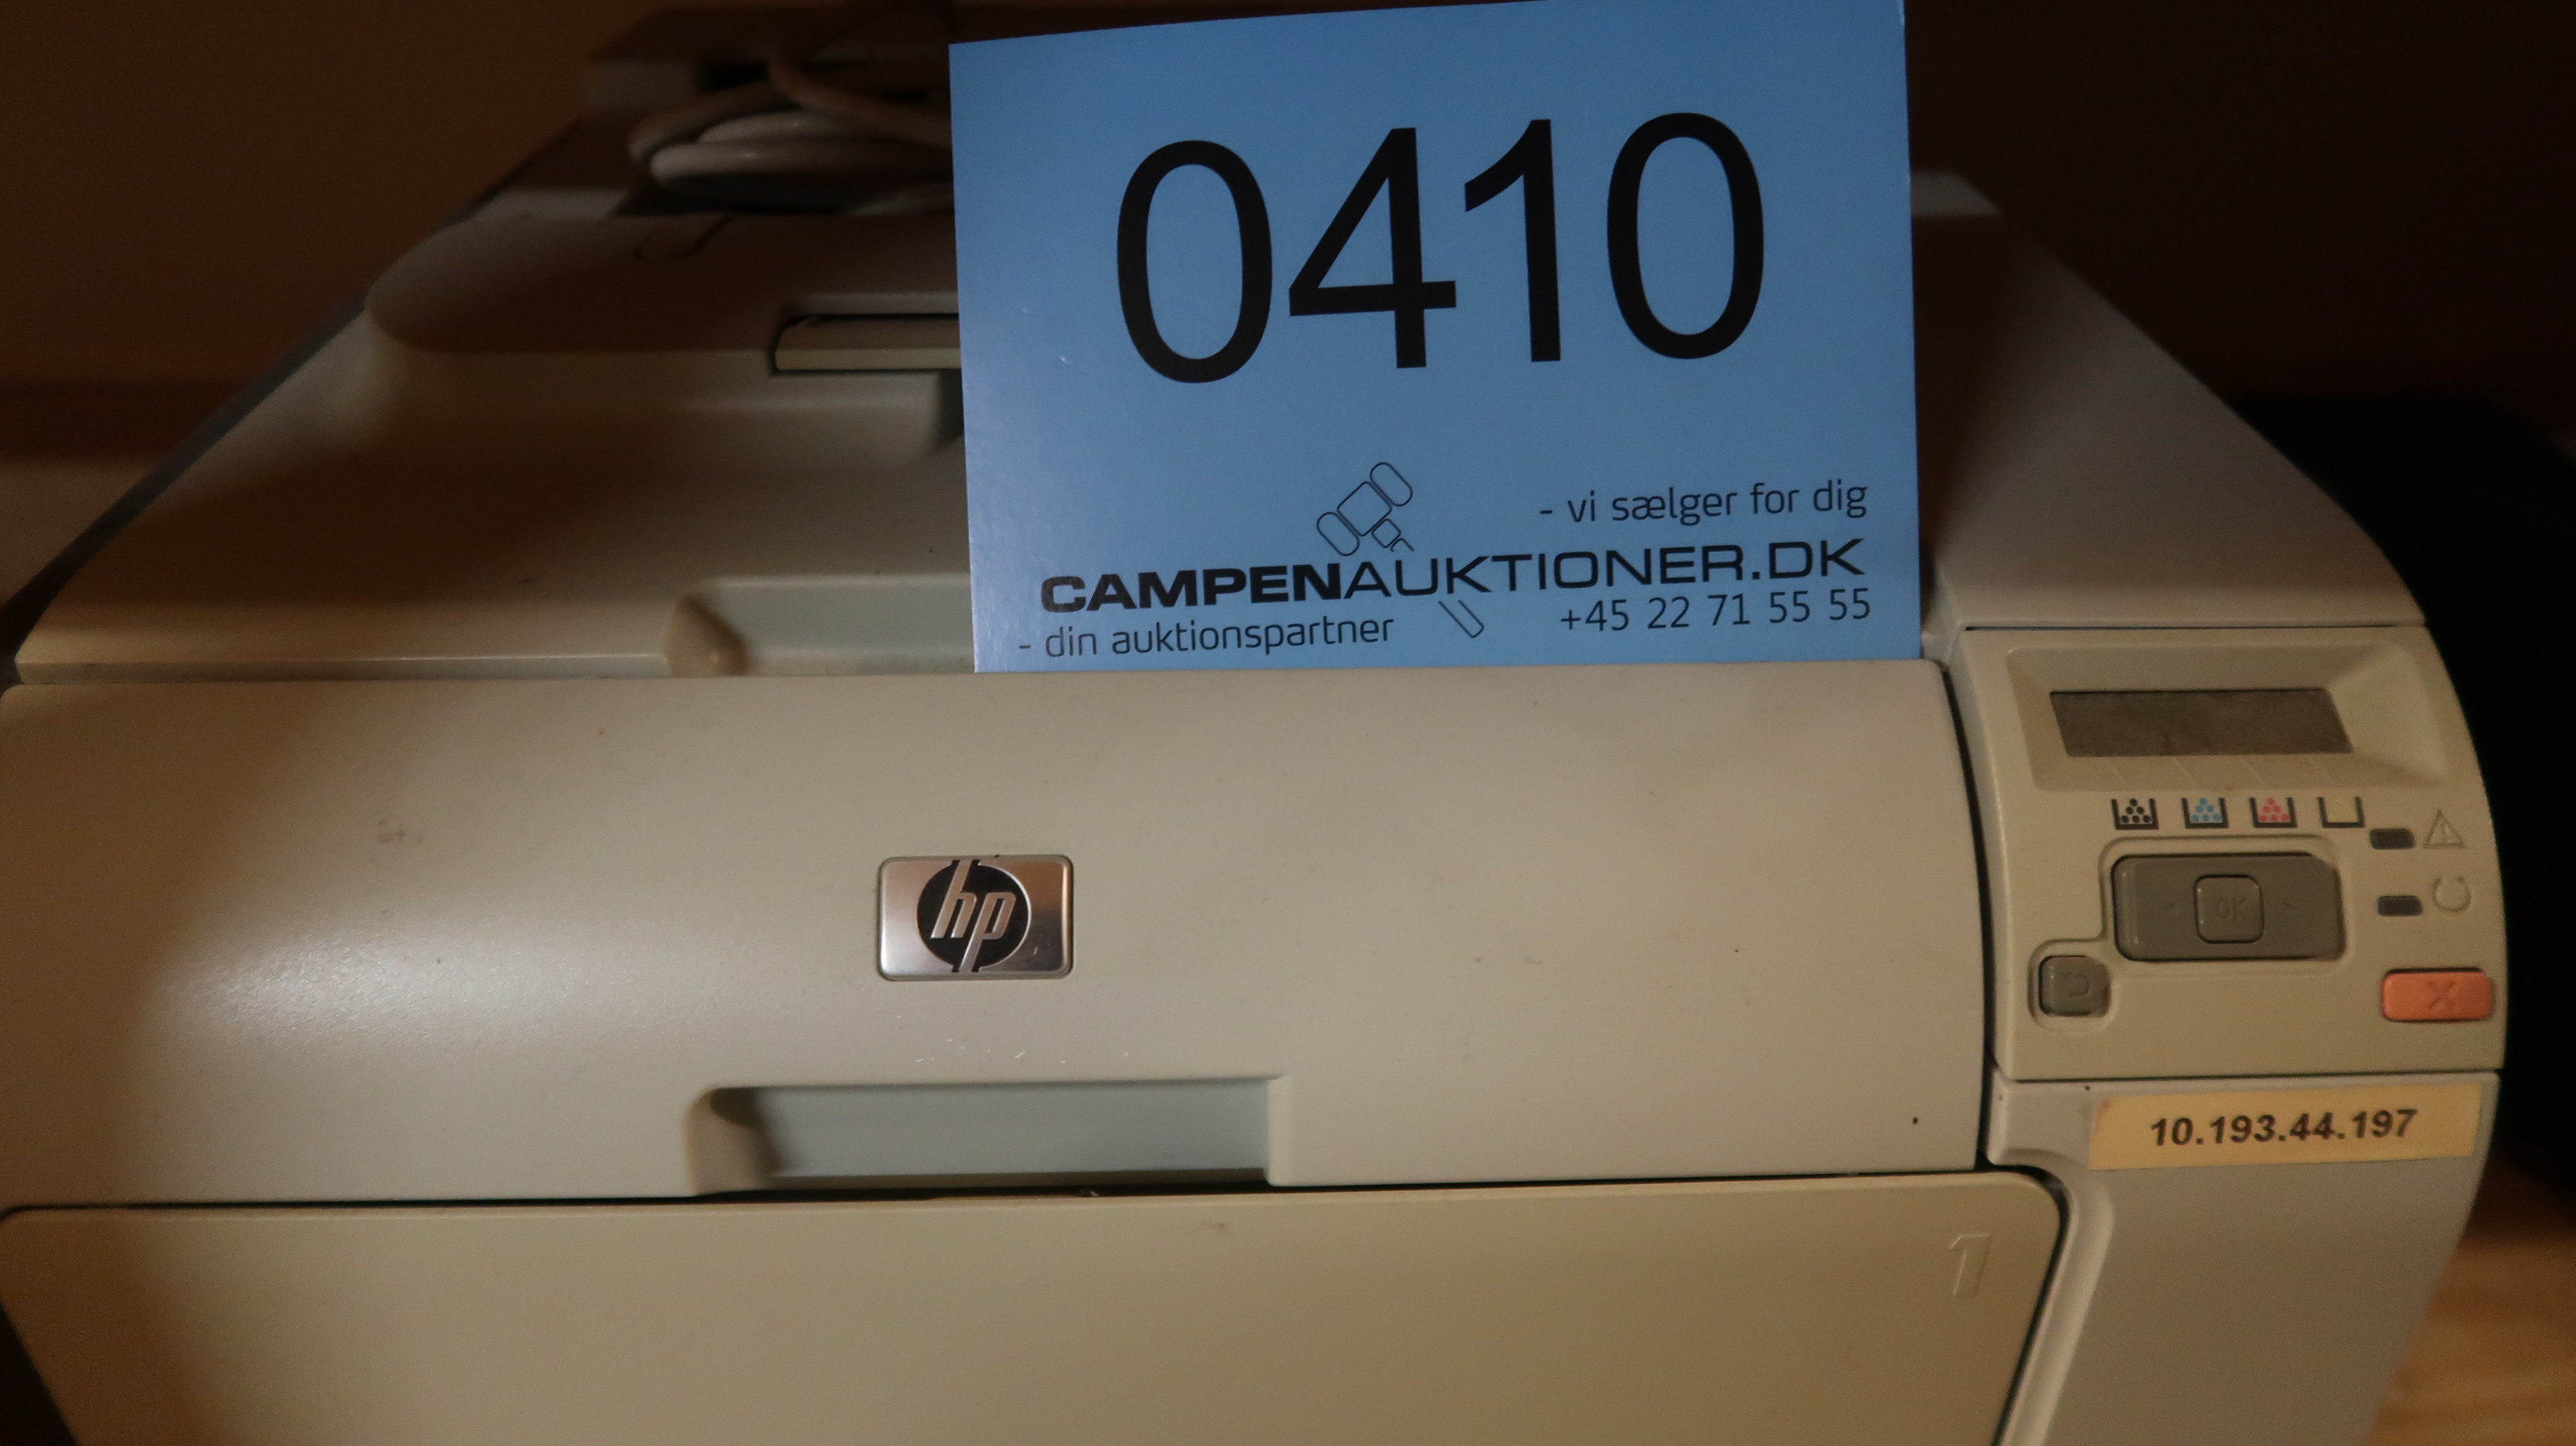 0410
- vi sælger for dig
CAMPENAUKTIONER.DK
- din auktionspartner
+45 22 71 55 55
hp
OK
10.193.44.197
1